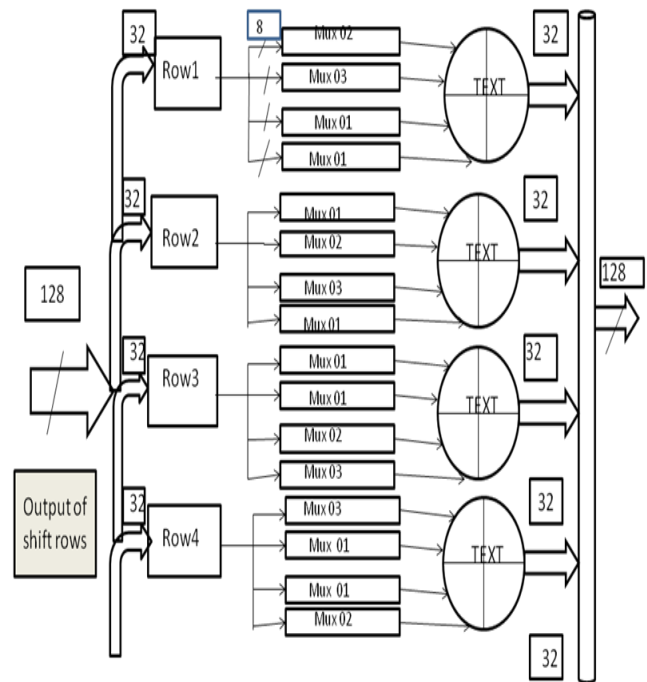 32
8
Mux 02
32
Row1
Mux 03
TEXT
Mux 01
Mux 01
32
32
Mux 01
Row2
Mux 02
TEXT
128
128
Mux 03
Mux 01
32
32
Mux 01
Row3
Mux 01
TEXT
Mux 02
Mux 03
Output of
shift rows
32
32
Mux 03
Row4
Mux 01
TEXT
Mux 01
Mux 02
32